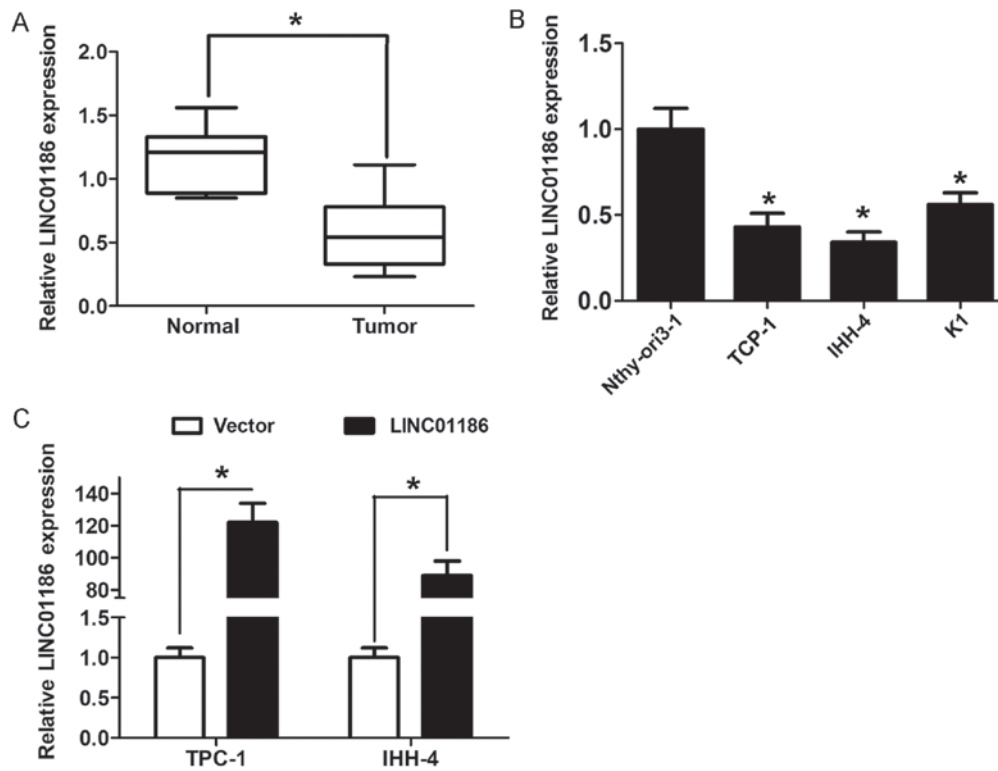 A
Relative LINC01186 expression
2.0
1.5
1.0
0.5
0.0
*
Normal
Tumor
B
Relative LINC01186 expression
1.5
1.0
0.5
0.0
*
*
*
Nthy-ori3-1
TCP-1
IHH-4
K1
C
Vector
LINC01186
Relative LINC01186 expression
140
120
100
80
1.5
1.0
0.5
0.0
*
*
TPC-1
IHH-4